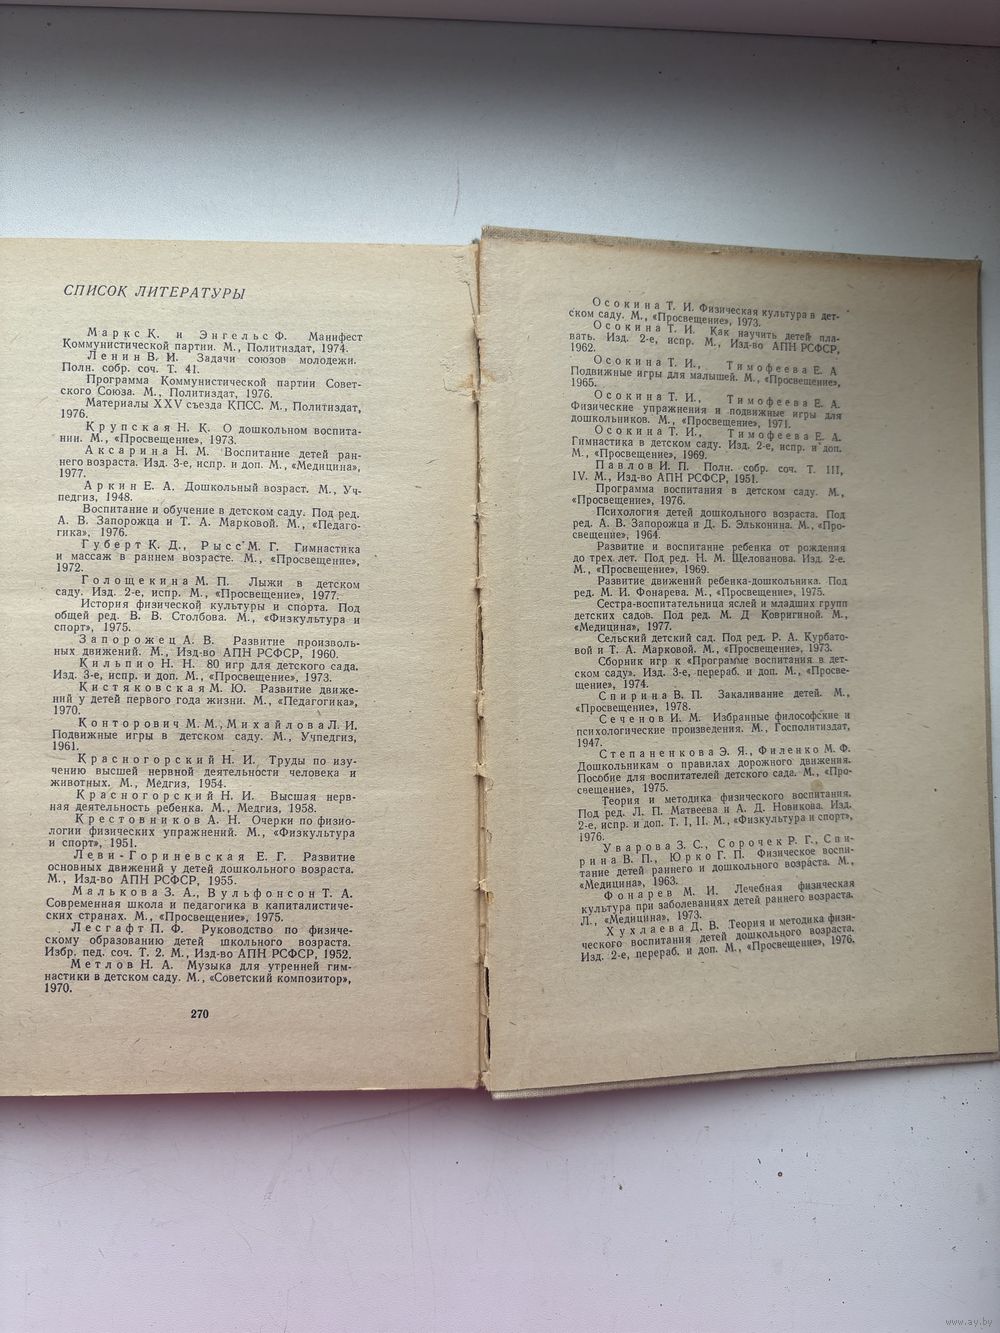 СПИСОК ЛИТЕРАТУРЫ
Маркс К. и Энгельс Ф. Манифест
Коммунистической партии. М., Политиздат, 1974.
Ленин В. И. Задачи союзов молодежи.
Полн. собр. соч. Т. 41.
Программа Коммунистической партии Совет-
ского Союза. М., Политиздат, 1976.
Материалы XXV съезда КПСС. М., Политиздат,
1976.
Крупская Н. К. О дошкольном воспита-
нии. М., «Просвещение», 1973.
Аксарина Н. М. Воспитание детей ран-
него возраста. Изд. 3-е, испр. и доп. М., «Медицина»,
1977.
Аркин Е. А. Дошкольный возраст. М., Уч-
педгиз, 1948.
Воспитание и обучение в детском саду. Под ред.
А. В. Запорожца и Т. А. Марковой. М., «Педаго-
гика», 1976.
Губерт К. Д., Рысс М. Г. Гимнастика
и массаж в раннем возрасте. М., «Просвещение»,
1972.
Голощекина М. П. Лыжи в детском
саду. Изд. 2-е, испр. М., «Просвещение», 1977.
История физической культуры и спорта. Под
общей ред. В. В. Столбова. М., «Физкультура и
спорт», 1975.
Запорожец А. В. Развитие произволь-
ных движений. М., Изд-во АПН РСФСР, 1960.
Кильпио Н. Н. 80 игр для детского сада.
Изд. 3-е, испр. и доп. М., «Просвещение», 1973.
Кистяковская М. Ю. Развитие движе-
ний у детей первого года жизни. М., «Педагогика»,
1970.
Конторович М. М., Михайлова Л. И.
Подвижные игры в детском саду. М., Учпедгиз,
1961.
Красногорский Н. И. Труды по изу-
чению высшей нервной деятельности человека и
животных. М., Медгиз, 1954.
Красногорский Н. И. Высшая нерв-
ная деятельность ребенка. М., Медгиз, 1958.
Крестовников А. Н. Очерки по физио-
логии физических упражнений. М., «Физкультура
и спорт», 1951.
Леви-Гориневская Е. Г. Развитие
основных движений у детей дошкольного возраста.
М., Изд-во АПН РСФСР, 1955.
Малькова З. А., Вульфонсон Т. А.
Современная школа и педагогика в капиталистиче-
ских странах. М., «Просвещение», 1975.
Лесгафт П. Ф. Руководство по физиче-
скому образованию детей школьного возраста.
Избр. пед. соч. Т. 2. М., Изд-во АПН РСФСР, 1952.
Метлов Н. А. Музыка для утренней гим-
настики в детском саду. М., «Советский композитор»,
1970.
270
Осокина Т. И. Физическая культура в дет-
ском саду. М., «Просвещение», 1973.
Осокина Т. И. Как научить детей пла-
вать. Изд. 2-е, испр. М., Изд-во АПН РСФСР,
1962.
Осокина Т. И., Тимофеева Е. А
Подвижные игры для малышей. М., «Просвещение»,
1965.
Осокина Т. И., Тимофеева Е. А.
Физические упражнения и подвижные игры для
дошкольников. М., «Просвещение», 1971.
Осокина Т. И., Тимофеева Е. А.
Гимнастика в детском саду. Изд. 2-е, испр. и доп.
М., «Просвещение», 1969.
Павлов И. П. Полн. собр. соч. Т. III,
IV. М., Изд-во АПН РСФСР, 1951.
Программа воспитания в детском саду. М.,
«Просвещение», 1976.
Психология детей дошкольного возраста. Под
ред. А. В. Запорожца и Д. Б. Эльконина. М., «Про-
свещение», 1964.
Развитие и воспитание ребенка от рождения
до трех лет. Под ред. Н. М. Щелованова. Изд. 2-е.
М., «Просвещение», 1969.
Развитие движений ребенка-дошкольника. Под
ред. М. И. Фонарева. М., «Просвещение», 1975.
Сестра-воспитательница яслей и младших групп
детских садов. Под ред. М. Д Ковригиной. М.,
«Медицина», 1977.
Сельский детский сад. Под ред. Р. А. Курбато-
вой и Т. А. Марковой. М., «Просвещение», 1973.
Сборник игр к «Программе воспитания в дет-
ском саду». Изд. 3-е, перераб. и доп. М., «Просве-
щение», 1974.
Спирина В. П. Закаливание детей. М.,
«Просвещение», 1978.
Сеченов И. М. Избранные философские и
психологические произведения. М., Госполитиздат,
1947.
Степаненкова Э. Я., Филенко М. Ф.
Дошкольникам о правилах дорожного движения.
Пособие для воспитателей детского сада. М., «Про-
свещение», 1975.
Теория и методика физического воспитания.
Под ред. Л. П. Матвеева и А. Д. Новикова. Изд.
2-е, испр. и доп. Т. I, II. М., «Физкультура и спорт»,
1976.
Уварова З. С., Сорочек Р. Г., Спи-
рина В. П., Юрко Г. П. Физическое воспи-
тание детей раннего и дошкольного возраста. М.,
«Медицина», 1963.
Фонарев М. И. Лечебная физическая
культура при заболеваниях детей раннего возраста.
Л., «Медицина», 1973.
Хухлаева Д. В. Теория и методика физи-
ческого воспитания детей дошкольного возраста.
Изд. 2-е, перераб. и доп. М., «Просвещение», 1976.
www.ay.by